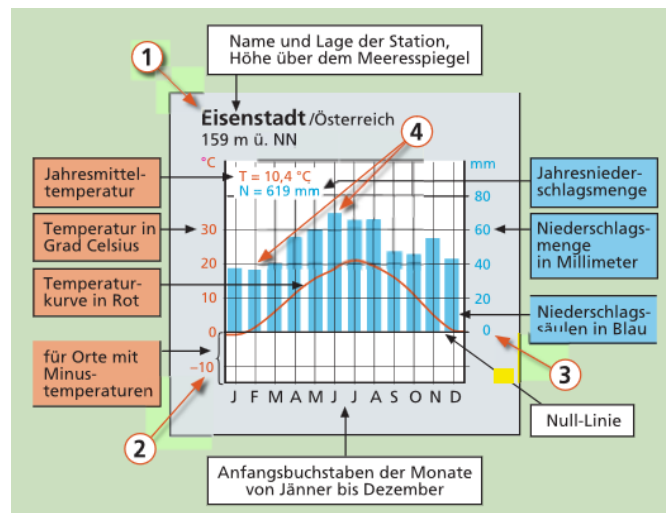 Name und Lage der Station,
Höhe über dem Meeresspiegel
1
Eisenstadt /Österreich
4
159 m ü. NN
°C
mm
T = 10,4 °C
N = 619 mm
Jahresmittel-
temperatur
Jahresnieder-
schlagsmenge
80
Temperatur in
Grad Celsius
30
60
Niederschlags-
menge
in Millimeter
20
40
Temperatur-
kurve in Rot
10
20
Niederschlags-
säulen in Blau
0
0
für Orte mit
Minus-
temperaturen
-10
3
J F M A M J J A S O N D
2
Null-Linie
Anfangsbuchstaben der Monate
von Jänner bis Dezember